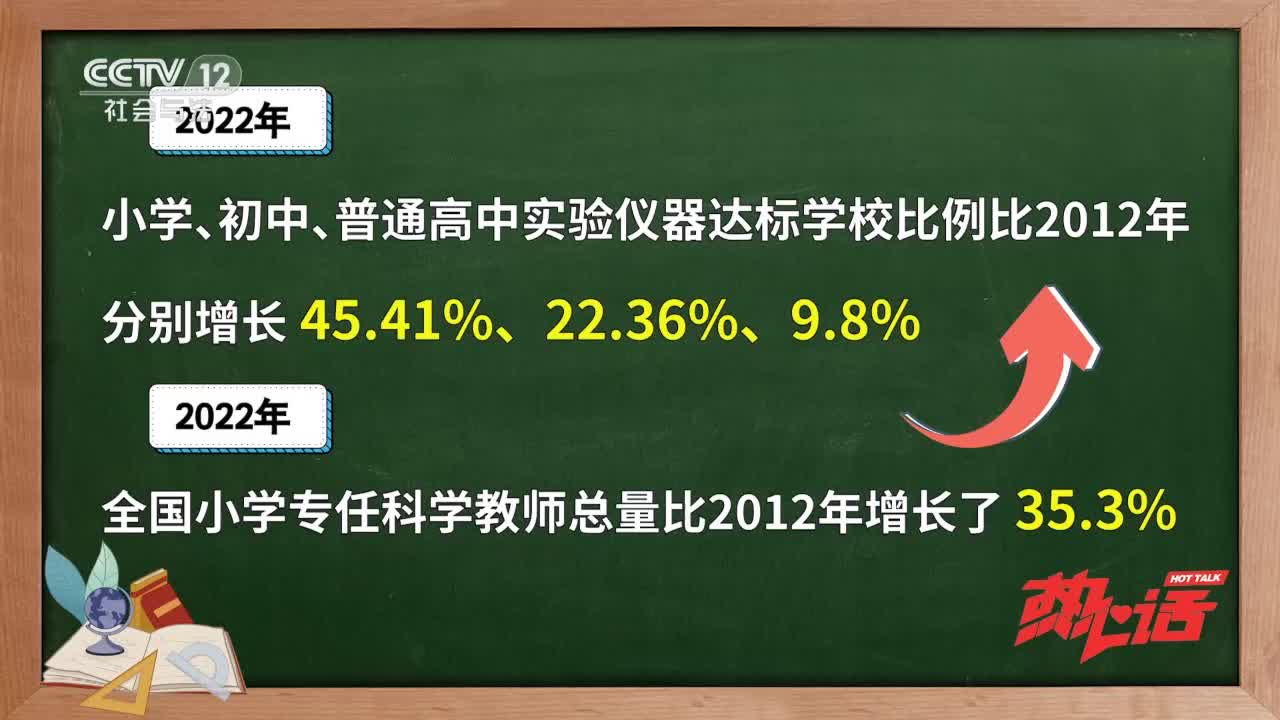 CCTV 12
社会与法
2022年
小学、初中、普通高中实验仪器达标学校比例比2012年
分别增长 45.41%、22.36%、9.8%
2022年
全国小学专任科学教师总量比2012年增长了 35.3%
HOT TALK
热心话